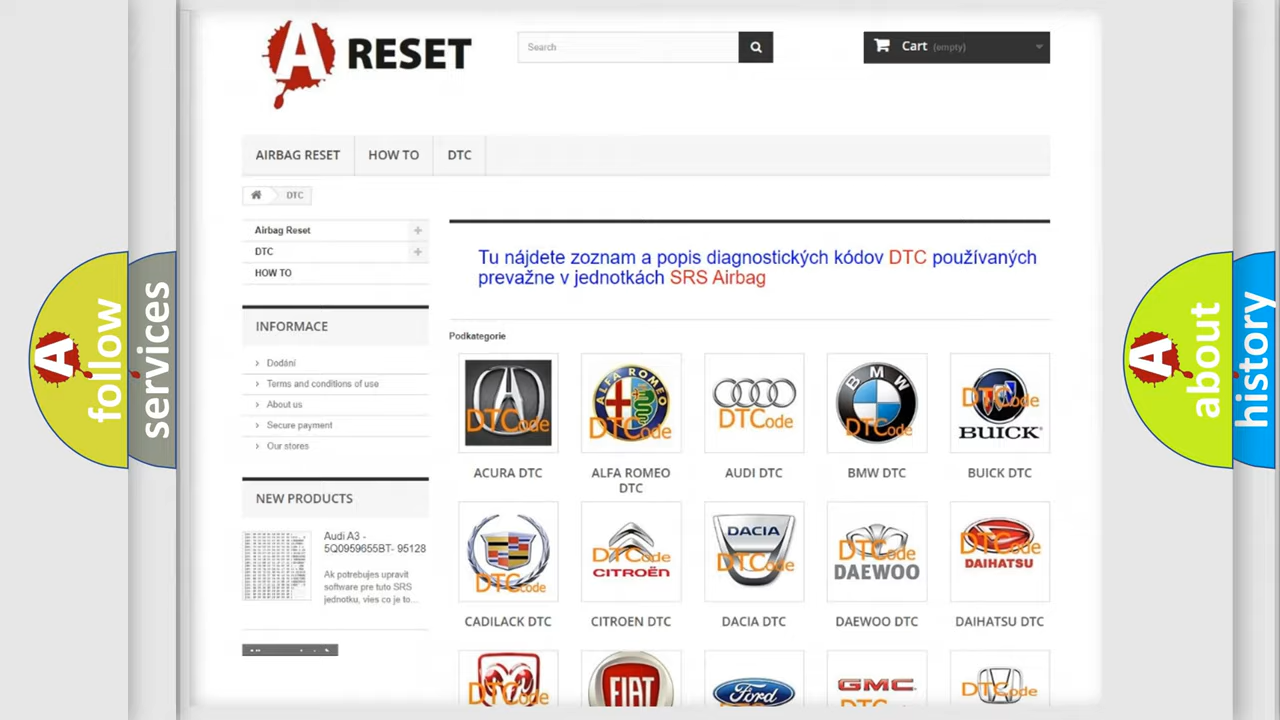 A RESET
Search
Cart (empty)
AIRBAG RESET
HOW TO
DTC
DTC
Airbag Reset
DTC
HOW TO
Tu nájdete zoznam a popis diagnostických kódov DTC používaných
prevažne v jednotkách SRS Airbag
INFORMACE
Dodání
Terms and conditions of use
About us
Secure payment
Our stores
NEW PRODUCTS
Audi A3 -
5Q0959655BT- 95128
Ak potrebujes upravit
software pre tuto SRS
jednotku, vies co je to...
Podkategorie
DTCode
ALFA ROMEO
DTCode
DTCode
BMW
DTCode
DTCode
BUICK
ACURA DTC
ALFA ROMEO
DTC
AUDI DTC
BMW DTC
BUICK DTC
DTCode
DTCode
CITROËN
DACIA
DTCode
DTCode
DAEWOO
DTCode
DAIHATSU
CADILACK DTC
CITROEN DTC
DACIA DTC
DAEWOO DTC
DAIHATSU DTC
DTCode
FIAT
Ford
GMC
DTCode
A follow
services
A about
history